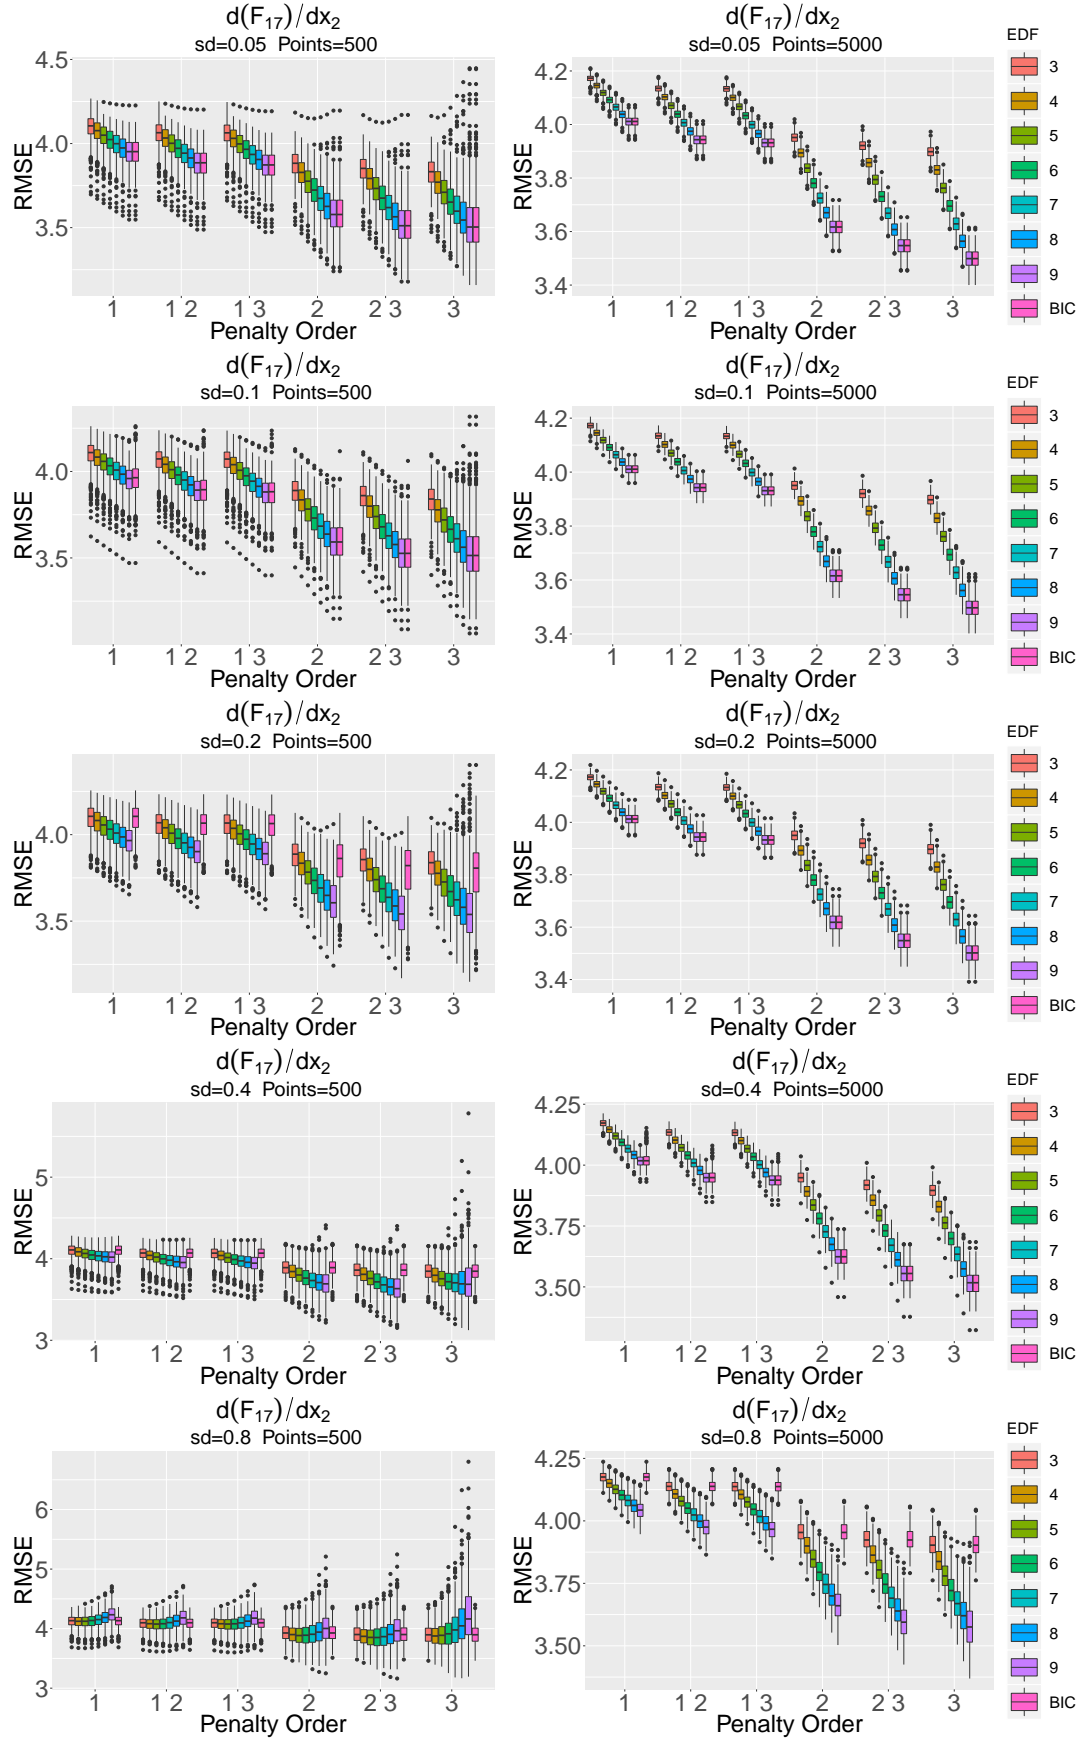 d(F17)/dx2
sd=0.05 Points=500
4.5
4.0
3.5
RMSE
1 1 2 1 3 2 2 3 3
Penalty Order
d(F17)/dx2
sd=0.05 Points=5000
4.2
4.0
3.8
3.6
3.4
RMSE
1 1 2 1 3 2 2 3 3
Penalty Order
EDF
3
4
5
6
7
8
9
BIC
d(F17)/dx2
sd=0.1 Points=500
4.0
3.5
RMSE
1 1 2 1 3 2 2 3 3
Penalty Order
d(F17)/dx2
sd=0.1 Points=5000
4.2
4.0
3.8
3.6
3.4
RMSE
1 1 2 1 3 2 2 3 3
Penalty Order
EDF
3
4
5
6
7
8
9
BIC
d(F17)/dx2
sd=0.2 Points=500
4.0
3.5
RMSE
1 1 2 1 3 2 2 3 3
Penalty Order
d(F17)/dx2
sd=0.2 Points=5000
4.2
4.0
3.8
3.6
3.4
RMSE
1 1 2 1 3 2 2 3 3
Penalty Order
EDF
3
4
5
6
7
8
9
BIC
d(F17)/dx2
sd=0.4 Points=500
5
4
3
RMSE
1 1 2 1 3 2 2 3 3
Penalty Order
d(F17)/dx2
sd=0.4 Points=5000
4.25
4.00
3.75
3.50
RMSE
1 1 2 1 3 2 2 3 3
Penalty Order
EDF
3
4
5
6
7
8
9
BIC
d(F17)/dx2
sd=0.8 Points=500
6
5
4
3
RMSE
1 1 2 1 3 2 2 3 3
Penalty Order
d(F17)/dx2
sd=0.8 Points=5000
4.25
4.00
3.75
3.50
RMSE
1 1 2 1 3 2 2 3 3
Penalty Order
EDF
3
4
5
6
7
8
9
BIC